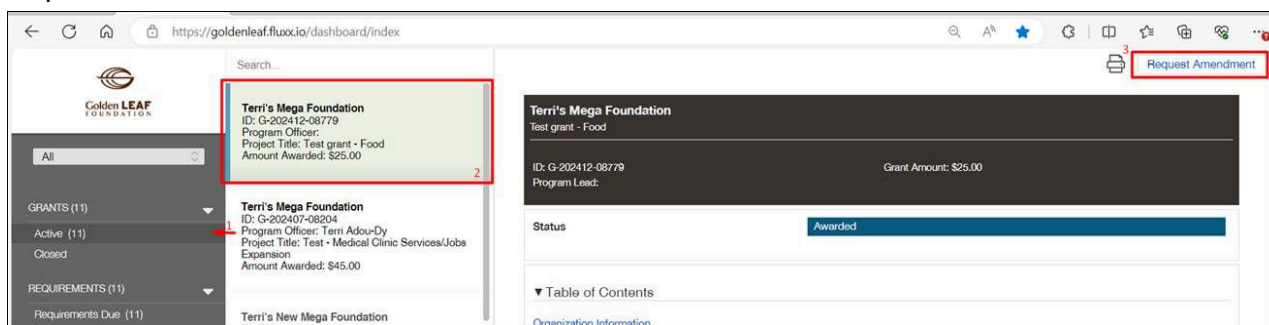 https://goldenleaf.fluxx.io/dashboard/index
Golden LEAF
FOUNDATION
All
GRANTS (11)
Active (11)
1
Closed
REQUIREMENTS (11)
Requirements Due (11)
Search...
Terri's Mega Foundation
ID: G-202412-08779
Program Officer:
Project Title: Test grant - Food
Amount Awarded: $25.00
2
Terri's Mega Foundation
ID: G-202407-08204
Program Officer: Terri Adou-Dy
Project Title: Test - Medical Clinic Services/Jobs
Expansion
Amount Awarded: $45.00
Terri's New Mega Foundation
3
Request Amendment
Terri's Mega Foundation
Test grant - Food
ID: G-202412-08779
Grant Amount: $25.00
Program Lead:
Status
Awarded
▼ Table of Contents
Organization Information